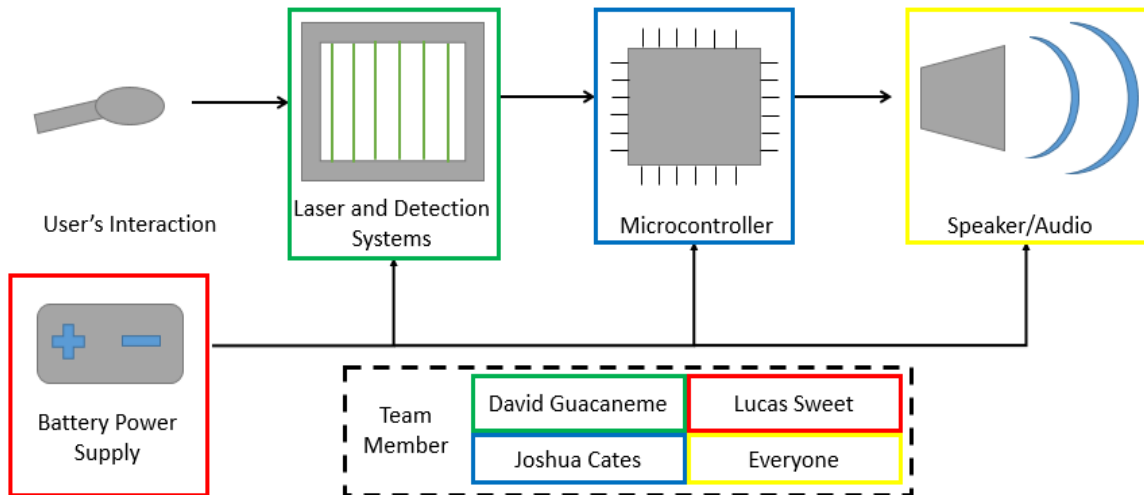 User's Interaction
Laser and Detection
Systems
Microcontroller
Speaker/Audio
Battery Power
Supply
Team
Member
David Guacaneme
Lucas Sweet
Joshua Cates
Everyone